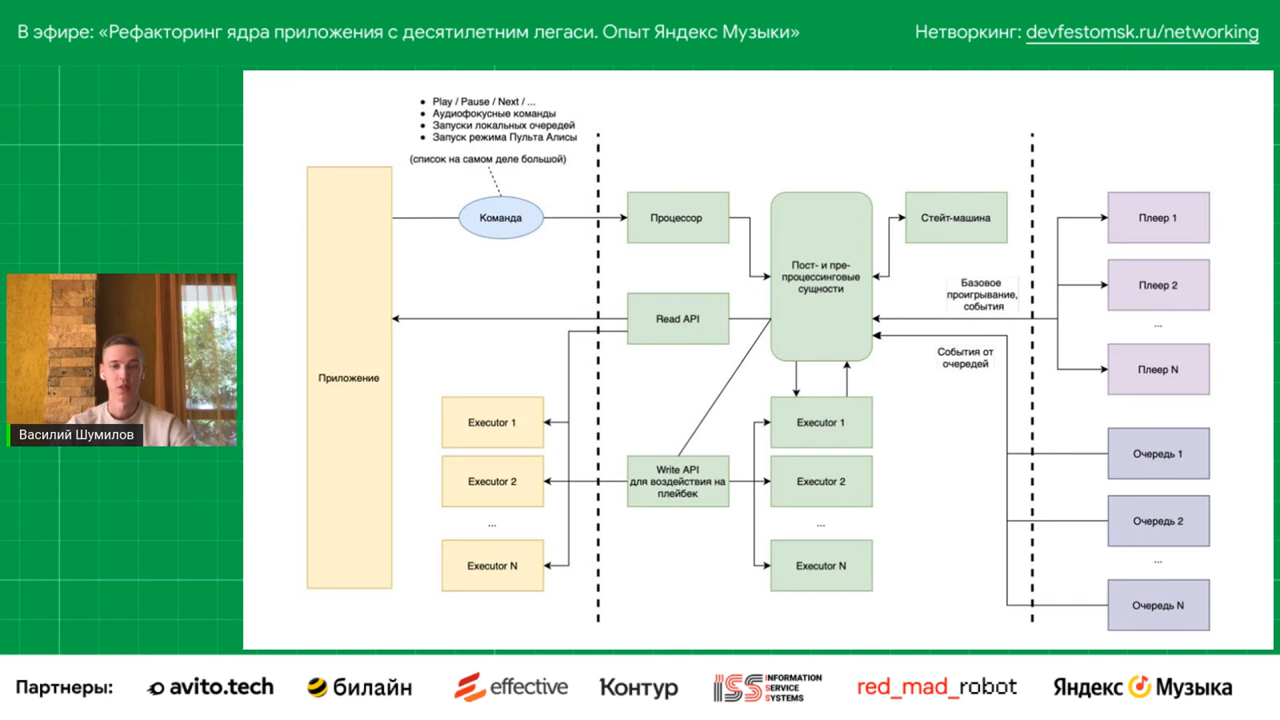 В эфире: «Рефакторинг ядра приложения с десятилетним легаси. Опыт Яндекс Музыки»
Нетворкинг: devfestomsk.ru/networking
Play / Pause / Next / ...
Аудиофокусные команды
Запуски локальных очередей
Запуск режима Пульта Алисы
(список на самом деле большой)
Приложение
Команда
Процессор
Read API
Пост- и пре-
процессинговые
сущности
Стейт-машина
Базовое
проигрывание,
события
События от
очередей
Плеер 1
Плеер 2
...
Плеер N
Executor 1
Executor 2
...
Executor N
Write API
для воздействия на
плейбек
Executor 1
Executor 2
...
Executor N
Очередь 1
Очередь 2
...
Очередь N
Василий Шумилов
Партнеры:
avito.tech
билайн
effective
Контур
ISS INFORMATION
SERVICE
SYSTEMS
red_mad_robot
Яндекс Музыка